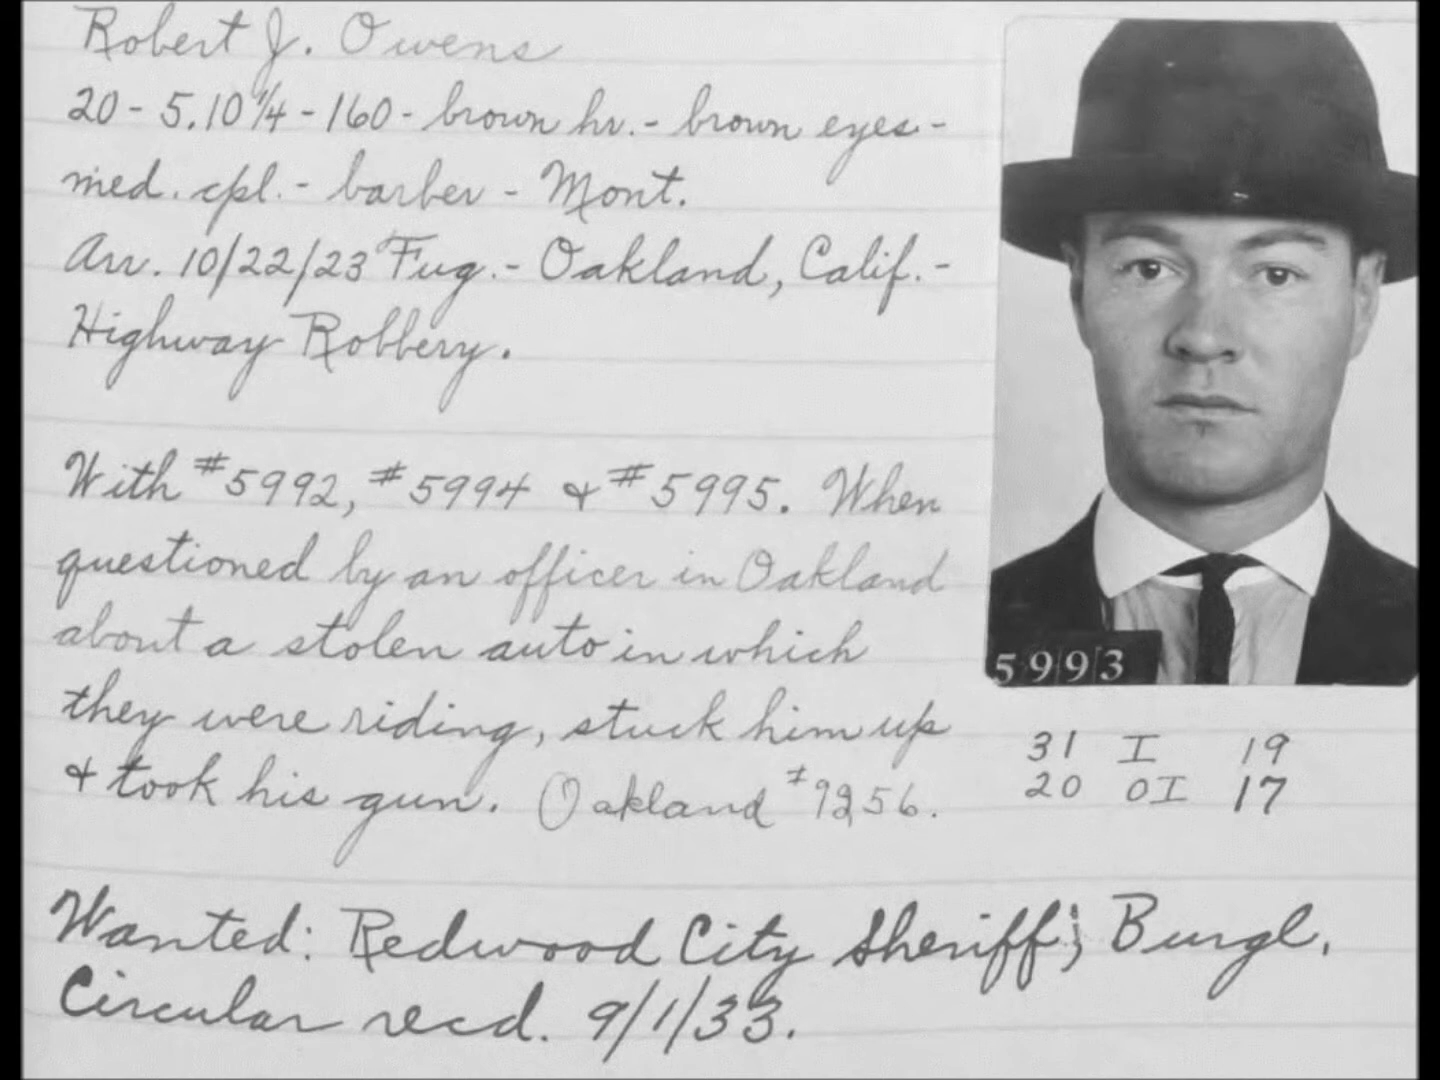 Robert J. Owens
20 - 5.10 1/4 - 160 - brown hr. - brown eyes -
med. cpl. - barber - Mont.
Arr. 10/22/23 Fug. - Oakland, Calif. -
Highway Robbery.
With #5992, #5994 & #5995. When
questioned by an officer in Oakland
about a stolen auto in which
they were riding, stuck him up
& took his gun. Oakland #9256.
5993
31 I 19
20 OI 17
Wanted: Redwood City Sheriff; Burgl.
Circular recd. 9/1/33.